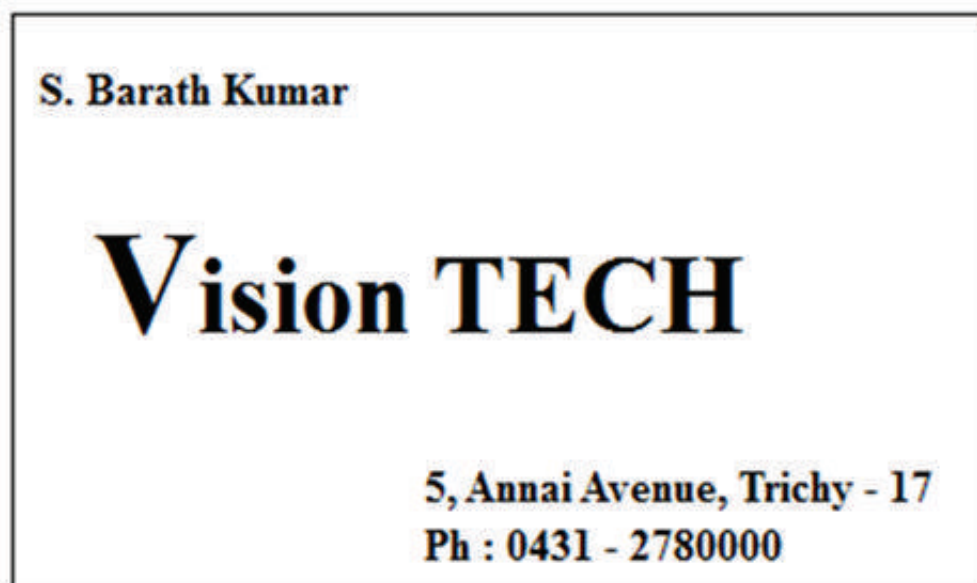 S. Barath Kumar
Vision TECH
5, Annai Avenue, Trichy - 17
Ph : 0431 - 2780000